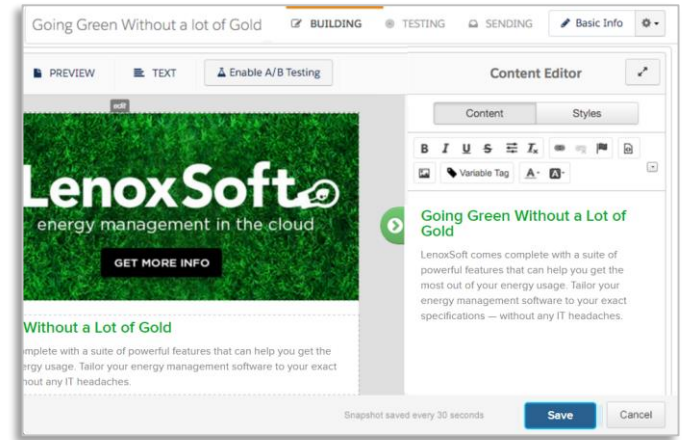 Going Green Without a lot of Gold
BUILDING
TESTING
SENDING
Basic Info
PREVIEW
TEXT
Enable A/B Testing
Content Editor
edit
Content
Styles
B I U S
Variable Tag
A
A
LenoxSoft
energy management in the cloud
GET MORE INFO
Going Green Without a Lot of
Gold
LenoxSoft comes complete with a suite of
powerful features that can help you get the
most out of your energy usage. Tailor your
energy management software to your exact
specifications — without any IT headaches.
Without a Lot of Gold
mplete with a suite of powerful features that can help you get the
ergy usage. Tailor your energy management software to your exact
hout any IT headaches.
Snapshot saved every 30 seconds
Save
Cancel